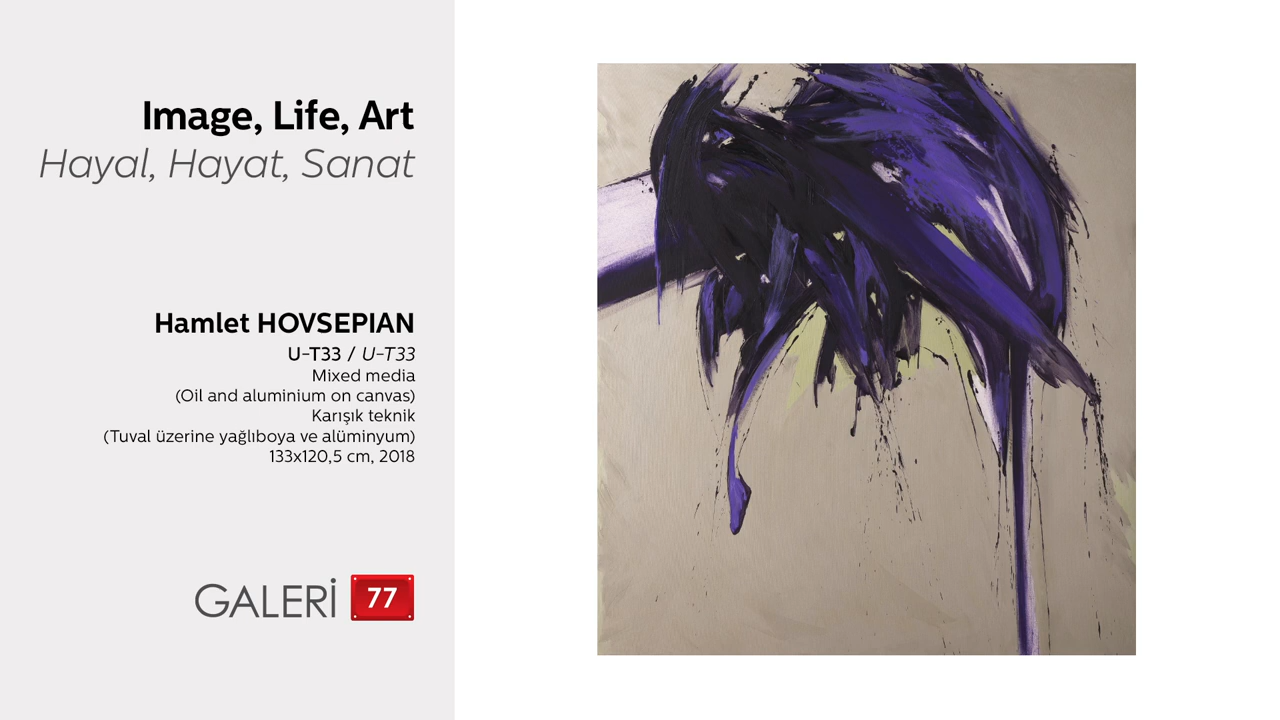 Image, Life, Art
Hayal, Hayat, Sanat
Hamlet HOVSEPIAN
U-T33 / U-T33
Mixed media
(Oil and aluminium on canvas)
Karışık teknik
(Tuval üzerine yağlıboya ve alüminyum)
133x120,5 cm, 2018
GALERİ 77